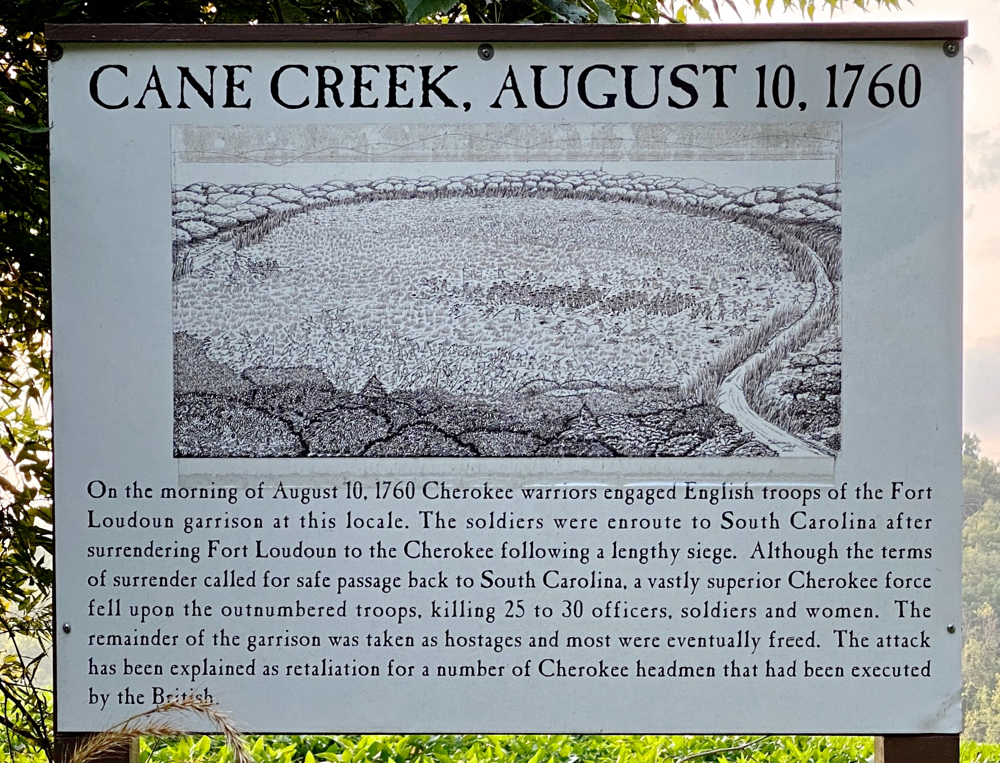 CANE CREEK, AUGUST 10, 1760
On the morning of August 10, 1760 Cherokee warriors engaged English troops of the Fort
Loudoun garrison at this locale. The soldiers were enroute to South Carolina after
surrendering Fort Loudoun to the Cherokee following a lengthy siege. Although the terms
of surrender called for safe passage back to South Carolina, a vastly superior Cherokee force
fell upon the outnumbered troops, killing 25 to 30 officers, soldiers and women. The
remainder of the garrison was taken as hostages and most were eventually freed. The attack
has been explained as retaliation for a number of Cherokee headmen that had been executed
by the British.